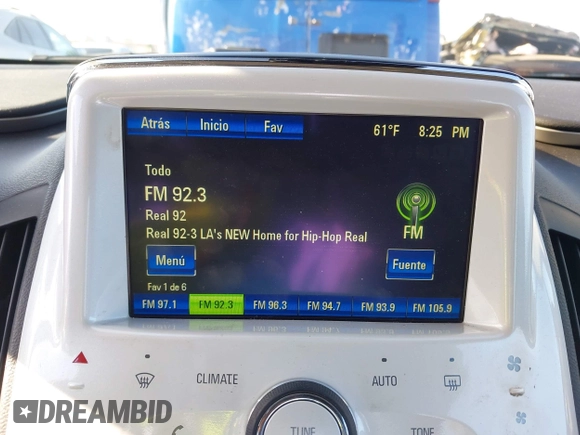 Atrás Inicio Fav 61°F 8:25 PM
Todo
FM 92.3
Real 92
Real 92-3 LA's NEW Home for Hip-Hop Real
FM
Menú Fuente
Fav 1 de 6
FM 97.1 FM 92.3 FM 96.3 FM 94.7 FM 93.9 FM 105.9
CLIMATE AUTO
TUNE TONE
DREAMBID